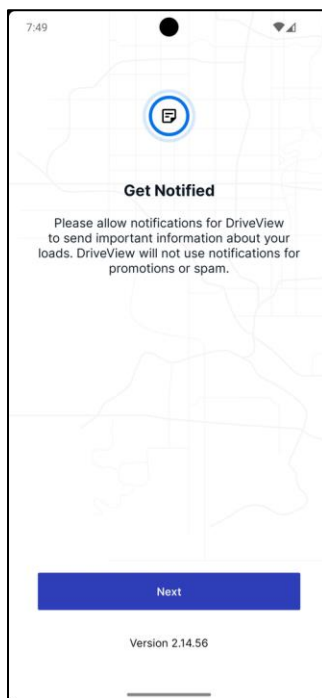 7:49
Get Notified
Please allow notifications for DriveView
to send important information about your
loads. DriveView will not use notifications for
promotions or spam.
Next
Version 2.14.56